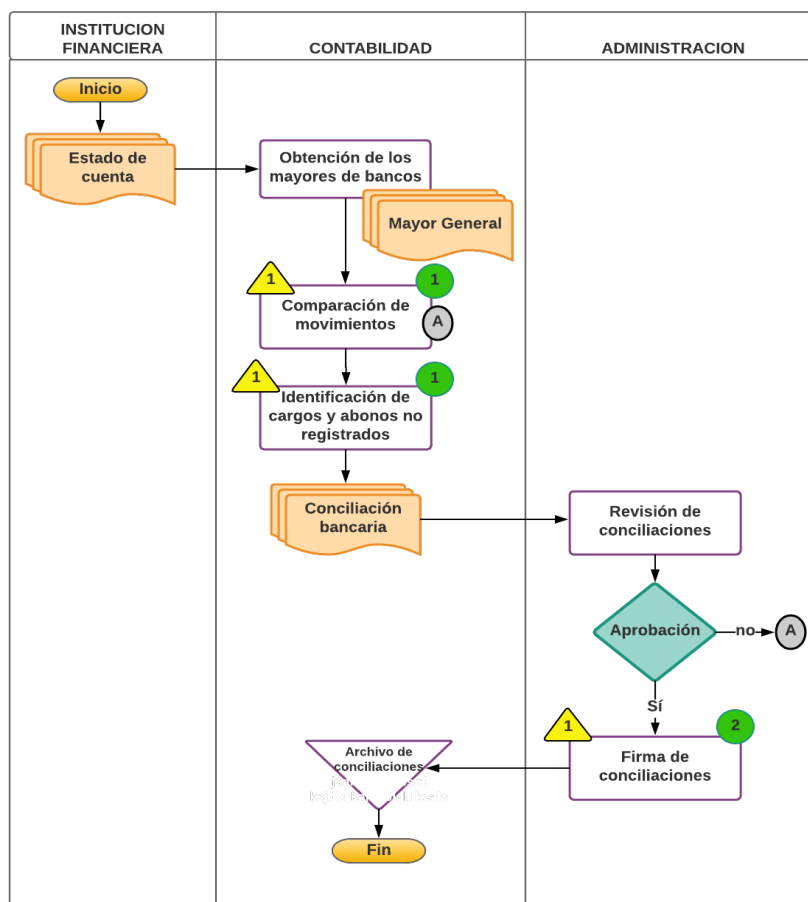 INSTITUCION
FINANCIERA
CONTABILIDAD
ADMINISTRACION
Inicio
Estado de
cuenta
Obtención de los
mayores de bancos
Mayor General
1
1
Comparación de
movimientos
A
1
1
Identificación de
cargos y abonos no
registrados
Conciliación
bancaria
Revisión de
conciliaciones
Aprobación
no
A
Sí
1
2
Firma de
conciliaciones
Archivo de
conciliaciones
Fin